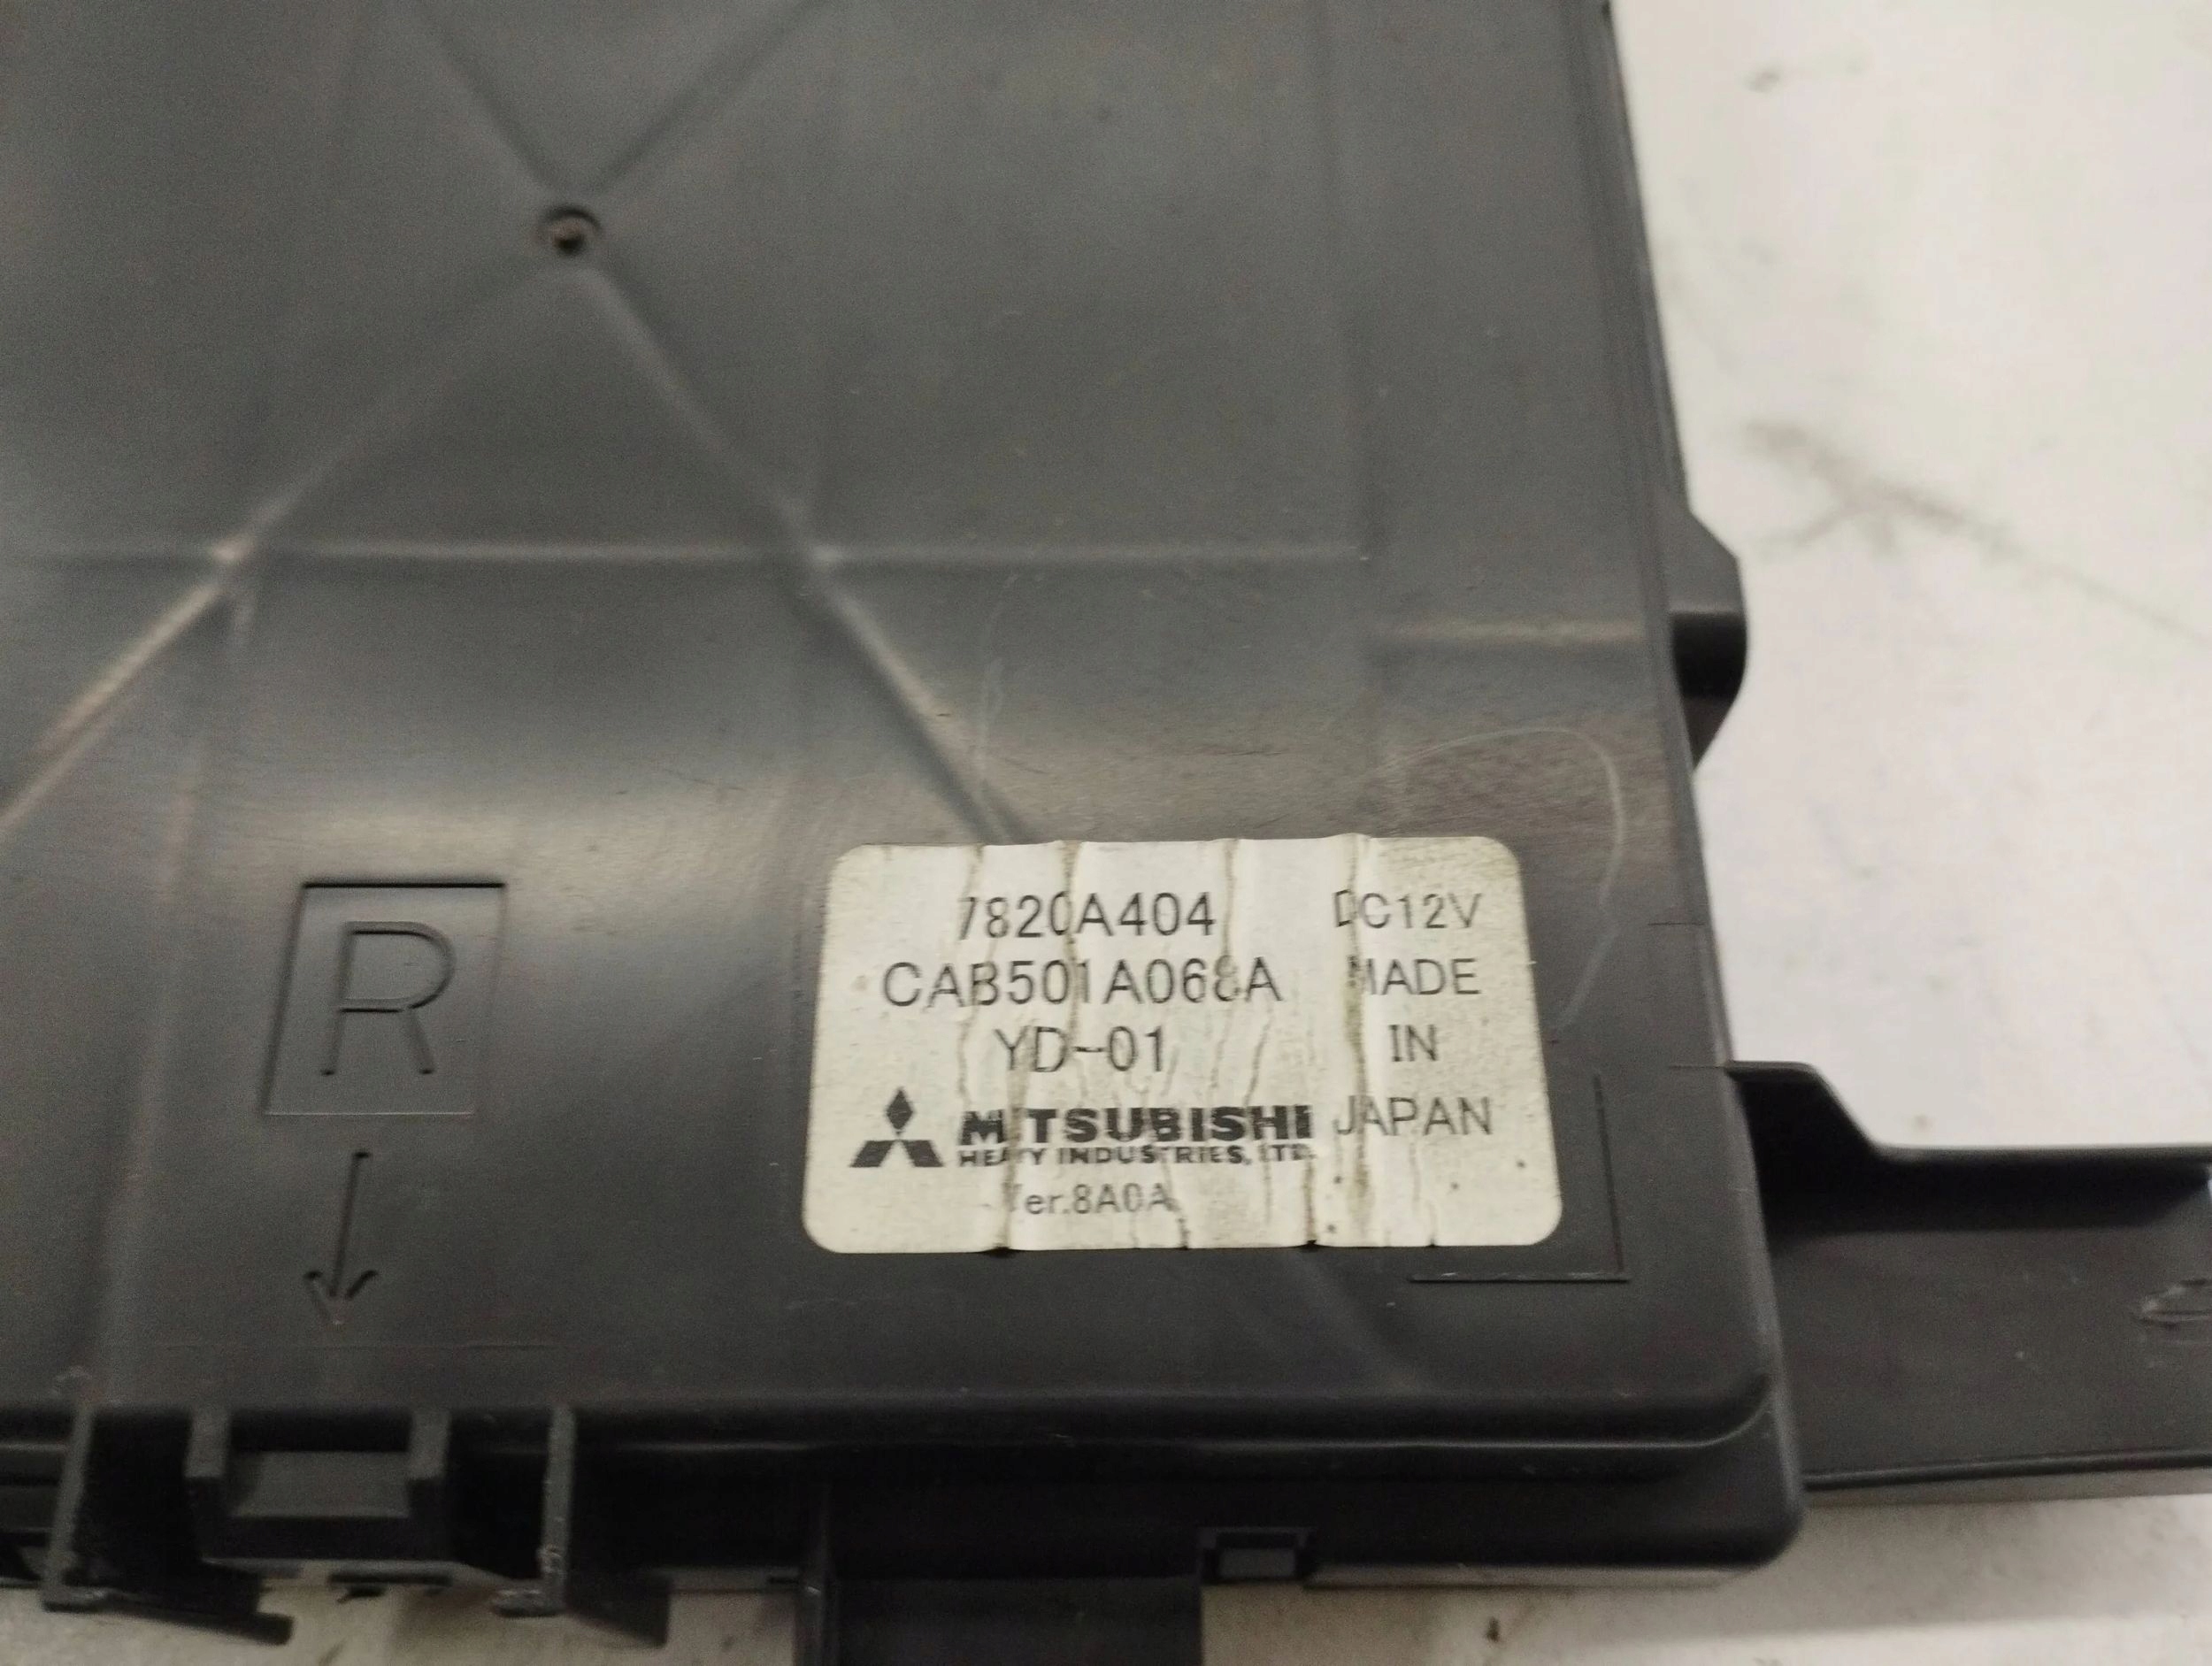 R
7820A404 DC12V
CAB501A068A MADE
YD-01 IN
MITSUBISHI JAPAN
HEAVY INDUSTRIES, LTD.
Ver.8A0A